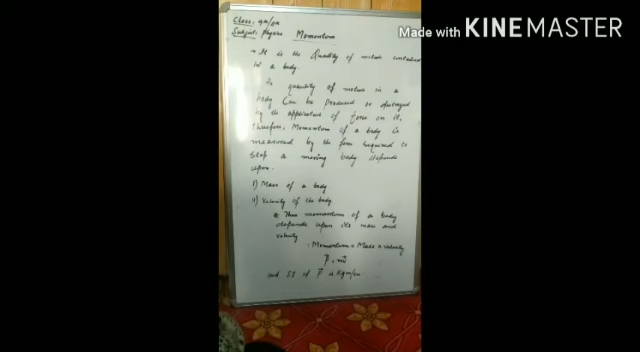 Made with KINEMASTER
Class: 9th/10th
Subject: Physics Momentum
It is the Quantity of motion contained
in a body.
As quantity of motion in a
body Can be produced or destroyed
by the application of force on it,
therefore, Momentum of a body is
measured by the force required to
stop a moving body depends
upon.
i) Mass of a body
ii) Velocity of the body.
Thus momentum of a body
depends upon its mass and
velocity
Momentum = Mass x velocity
and SI of P is Kgm/sec